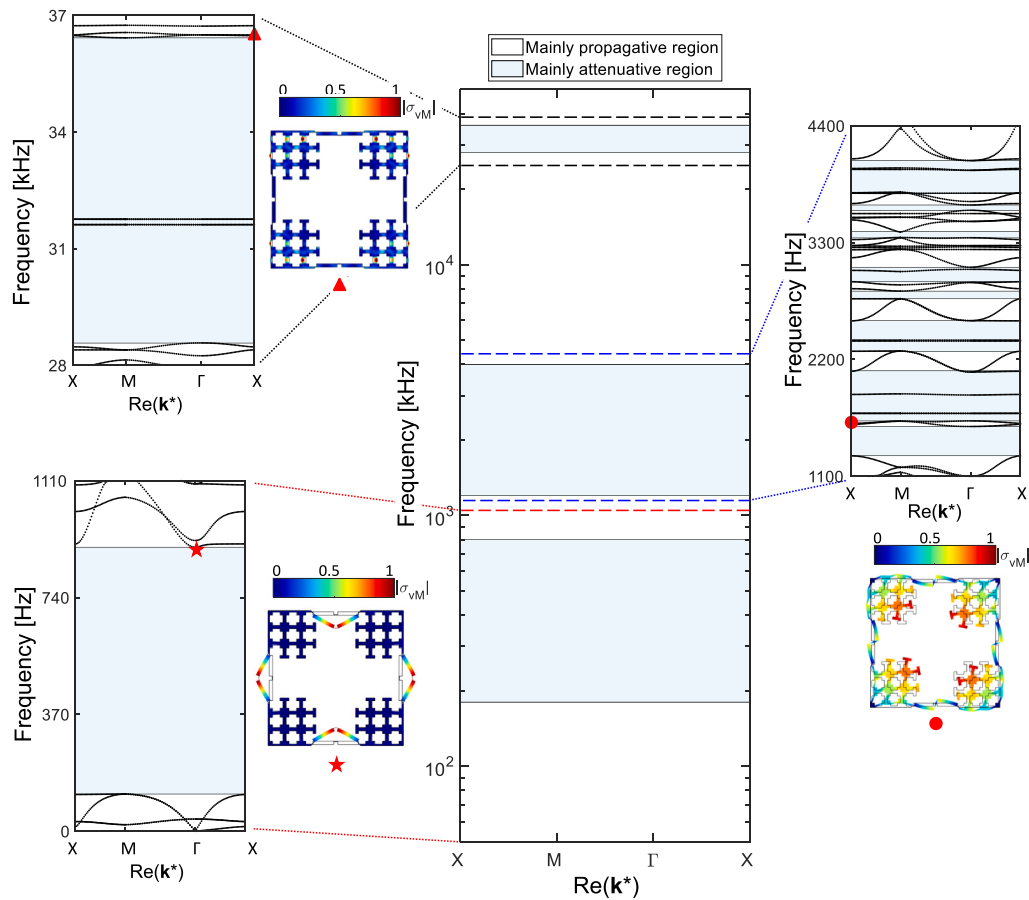 37
34
31
28
Frequency [kHz]
X M Γ X
Re(k*)
0 0.5 1
|σvM|
Mainly propagative region
Mainly attenuative region
10^4
10^3
10^2
Frequency [kHz]
X M Γ X
Re(k*)
4400
3300
2200
1100
Frequency [Hz]
X M Γ X
Re(k*)
0 0.5 1
|σvM|
1110
740
370
0
Frequency [Hz]
X M Γ X
Re(k*)
0 0.5 1
|σvM|